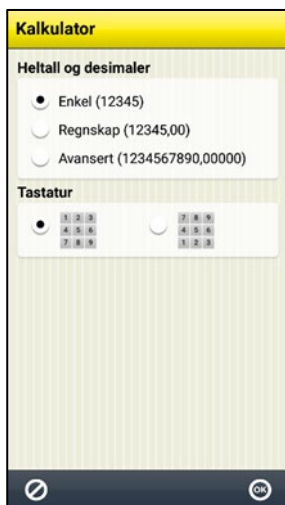 Kalkulator
Heltall og desimaler
Enkel (12345)
Regnskap (12345,00)
Avansert (1234567890,00000)
Tastatur
1 2 3 7 8 9
4 5 6 4 5 6
7 8 9 1 2 3
OK